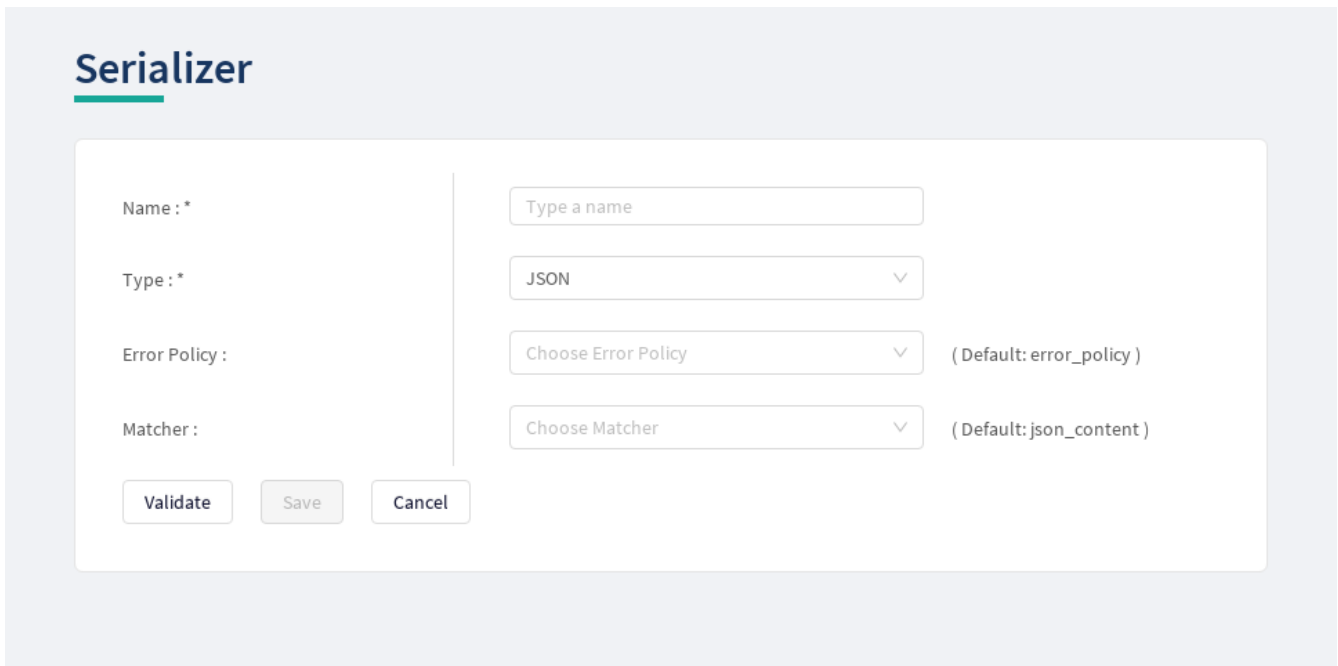 Serializer
Name : * Type a name
Type : * JSON
Error Policy : Choose Error Policy ( Default: error_policy )
Matcher : Choose Matcher ( Default: json_content )
Validate Save Cancel